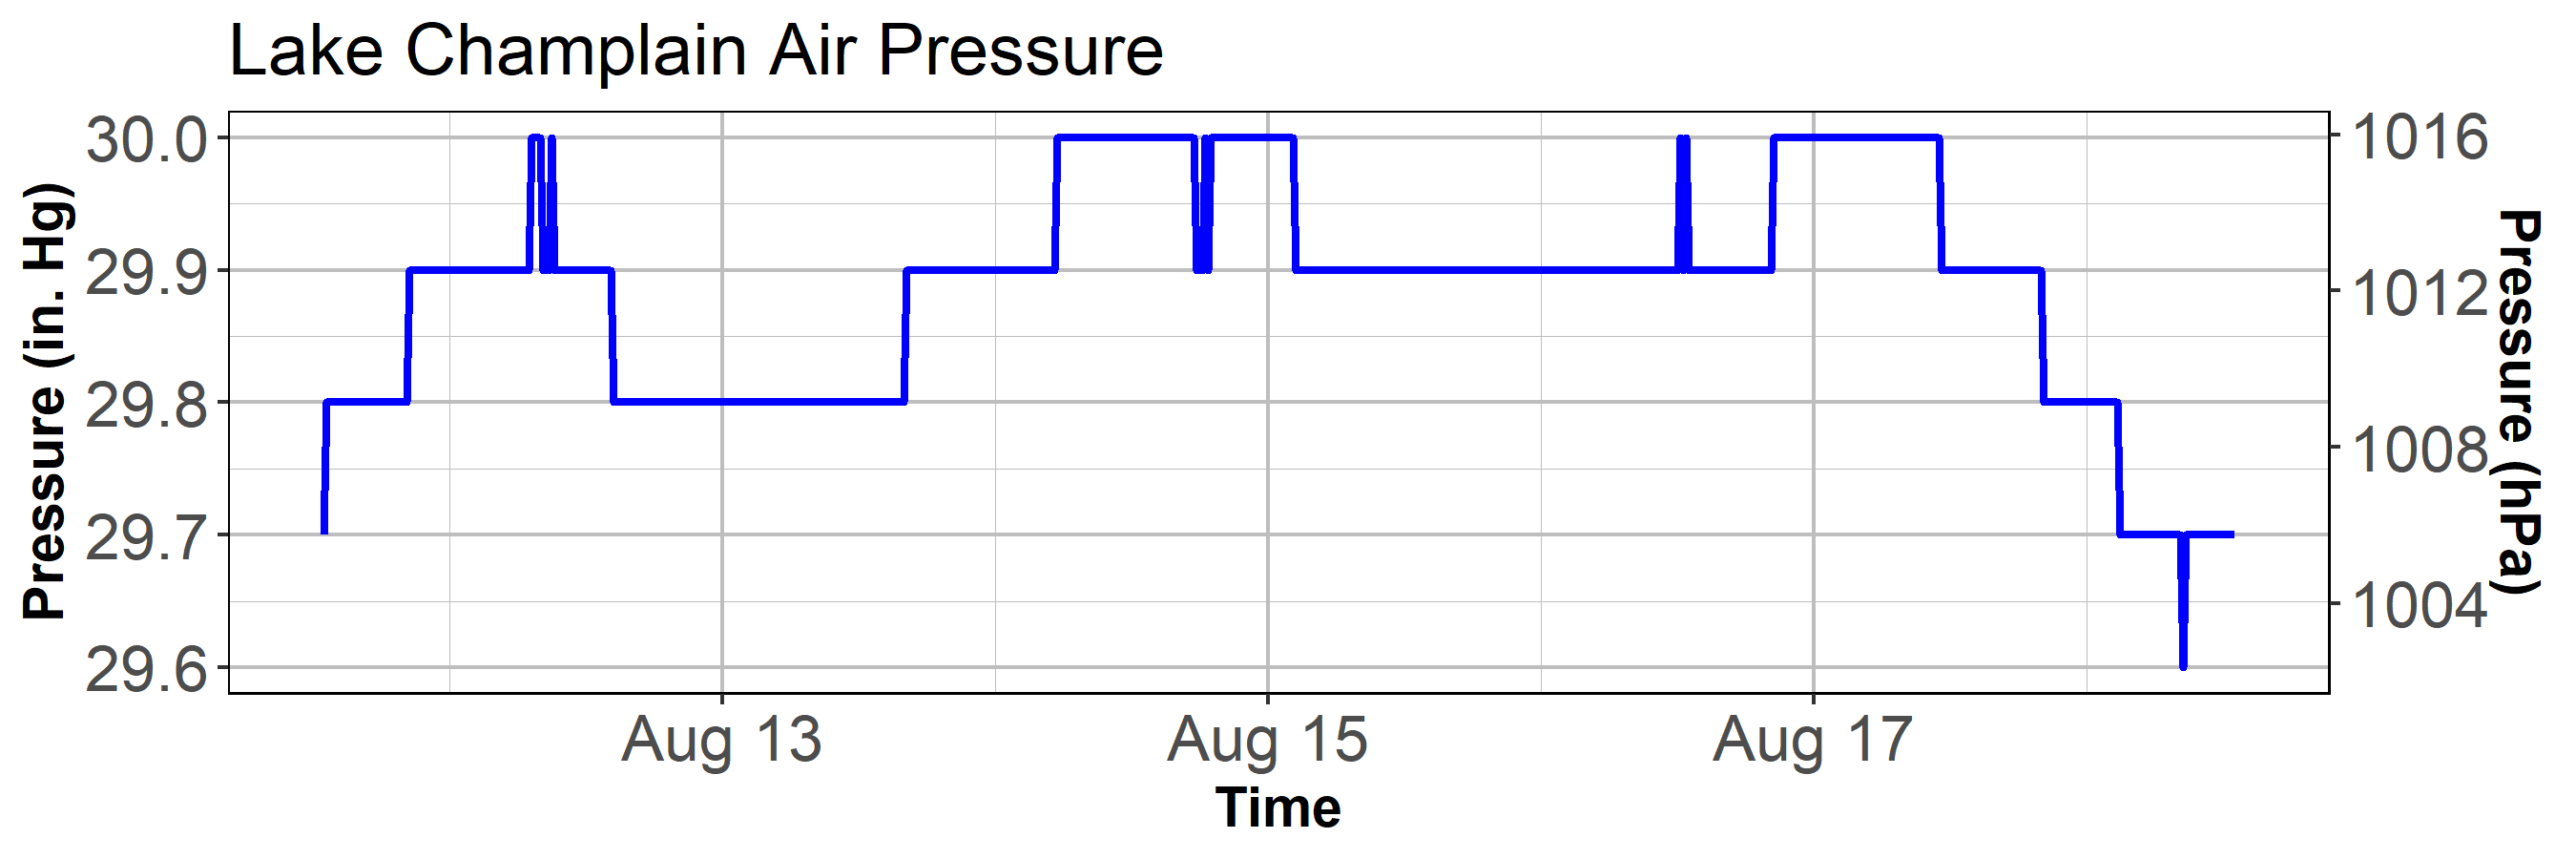 Lake Champlain Air Pressure
Pressure (in. Hg)
30.0
29.9
29.8
29.7
29.6
1016
1012
1008
1004
Pressure (hPa)
Aug 13 Aug 15 Aug 17
Time